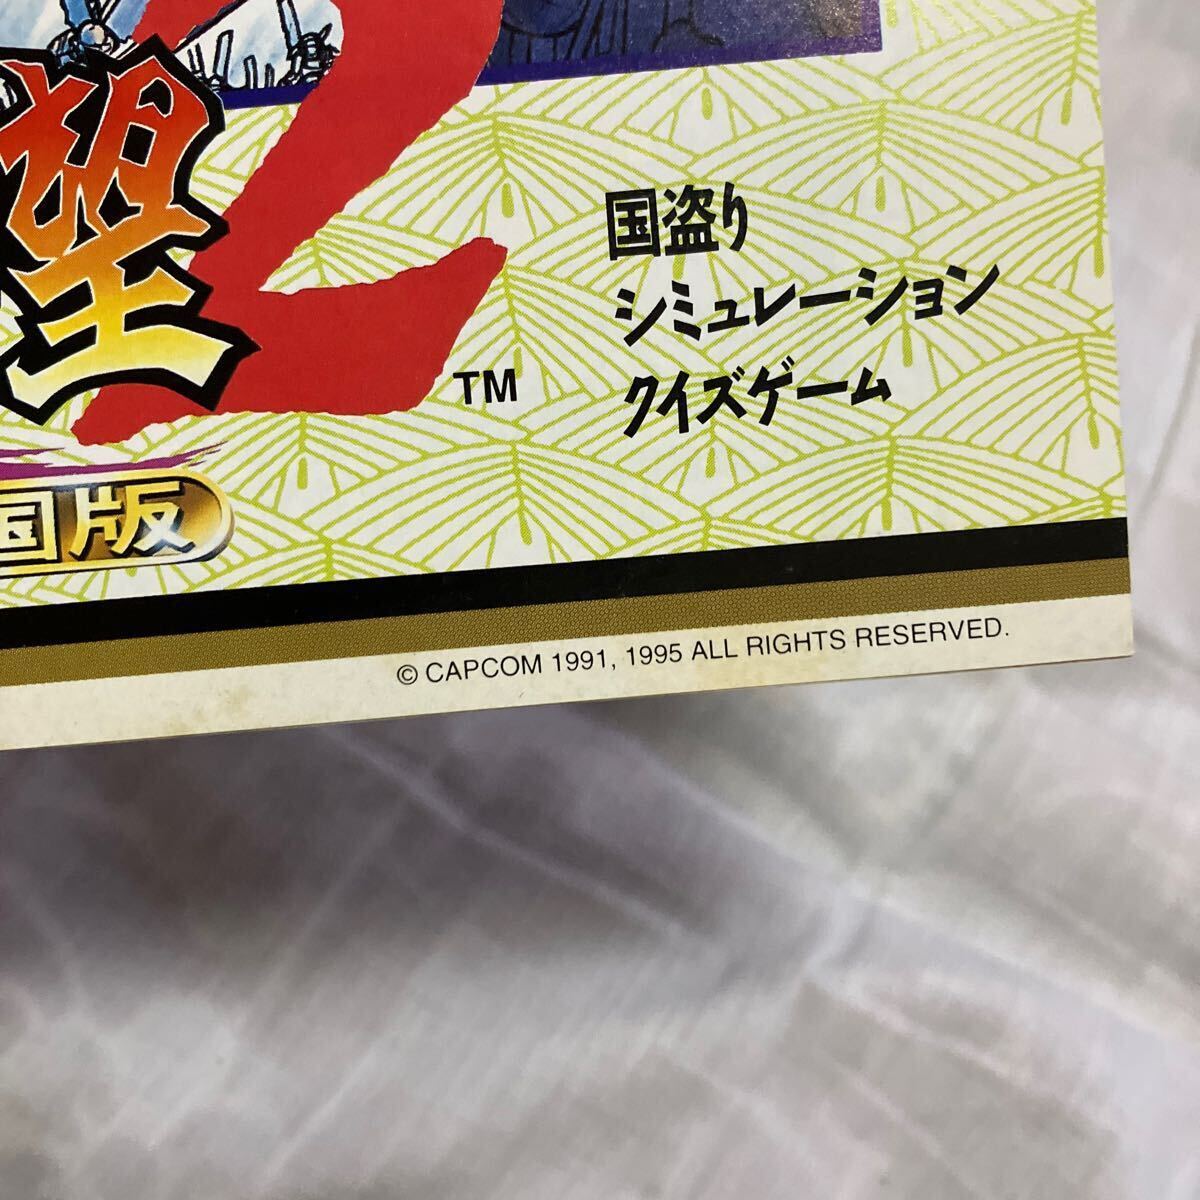 望2
TM
国盗り
シミュレーション
クイズゲーム
国版
© CAPCOM 1991, 1995 ALL RIGHTS RESERVED.